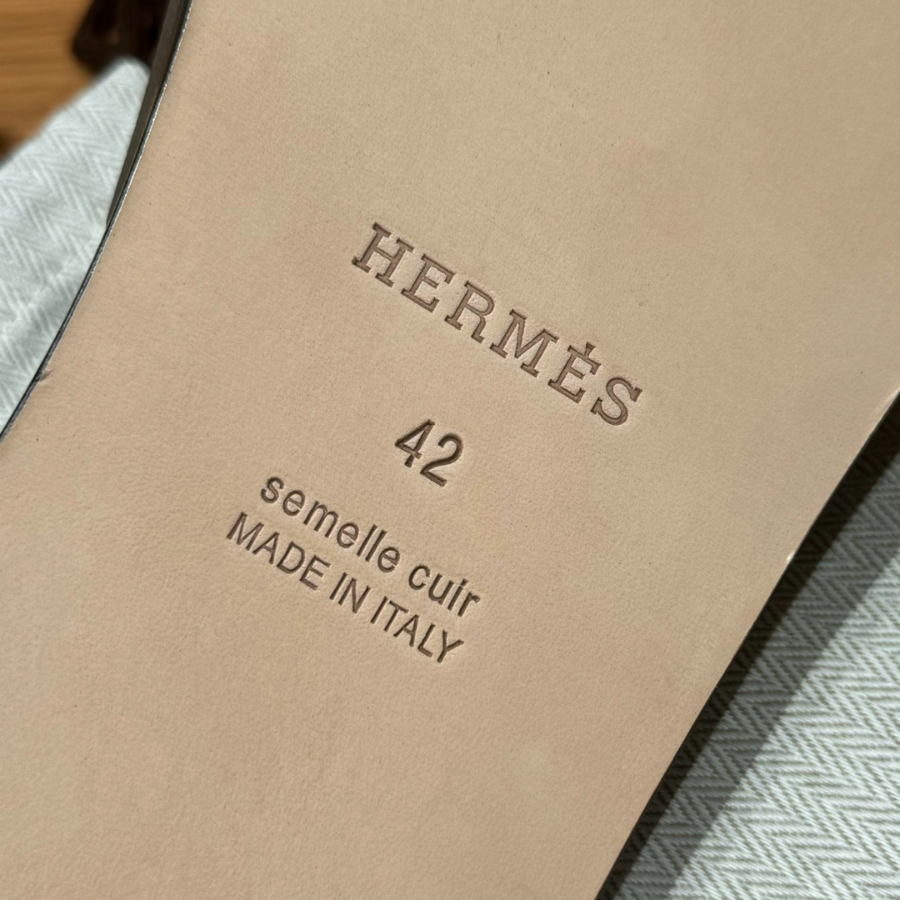 HERMÈS
42
semelle cuir
MADE IN ITALY